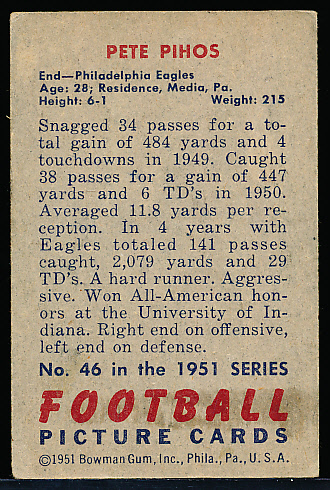 PETE PIHOS
End—Philadelphia Eagles
Age: 28; Residence, Media, Pa.
Height: 6-1 Weight: 215
Snagged 34 passes for a to-
tal gain of 484 yards and 4
touchdowns in 1949. Caught
38 passes for a gain of 447
yards and 6 TD's in 1950.
Averaged 11.8 yards per re-
ception. In 4 years with
Eagles totaled 141 passes
caught, 2,079 yards and 29
TD's. A hard runner. Aggres-
sive. Won All-American hon-
ors at the University of In-
diana. Right end on offensive,
left end on defense.
No. 46 in the 1951 SERIES
FOOTBALL
PICTURE CARDS
©1951 Bowman Gum, Inc., Phila., Pa., U.S.A.